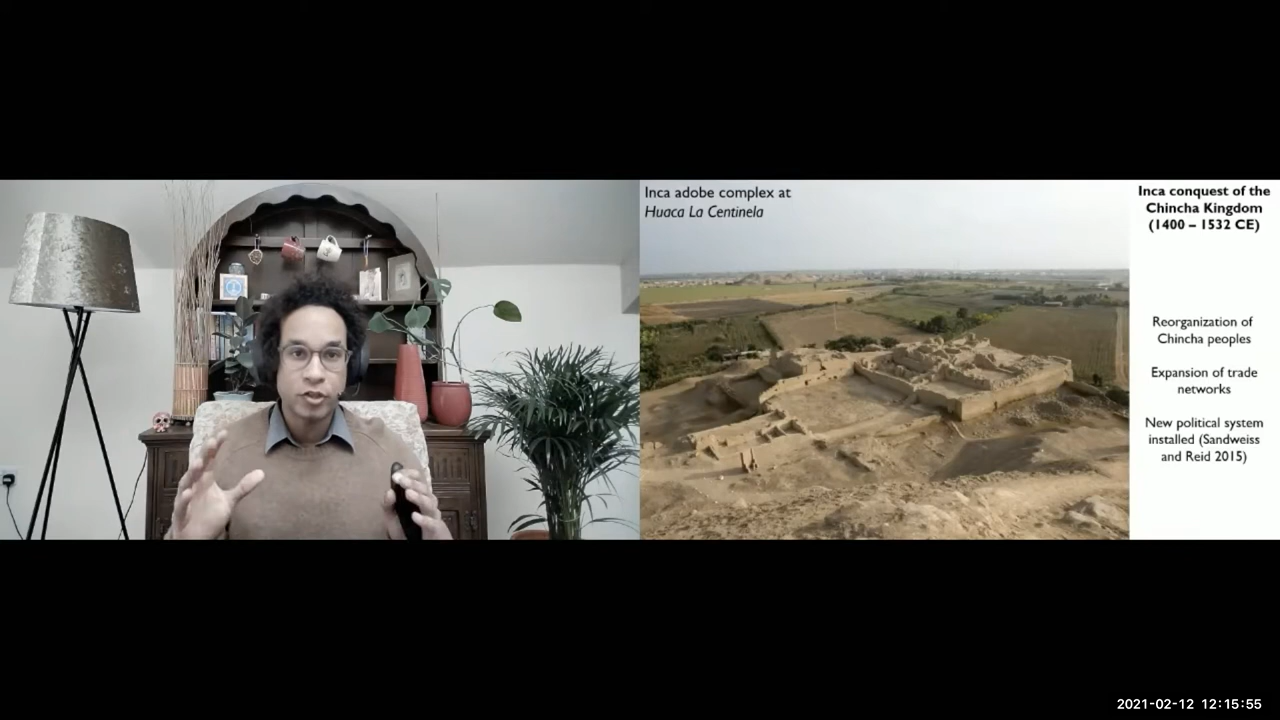 Inca adobe complex at
Huaca La Centinela
Inca conquest of the
Chincha Kingdom
(1400 – 1532 CE)
Reorganization of
Chincha peoples
Expansion of trade
networks
New political system
installed (Sandweiss
and Reid 2015)
2021-02-12 12:15:55